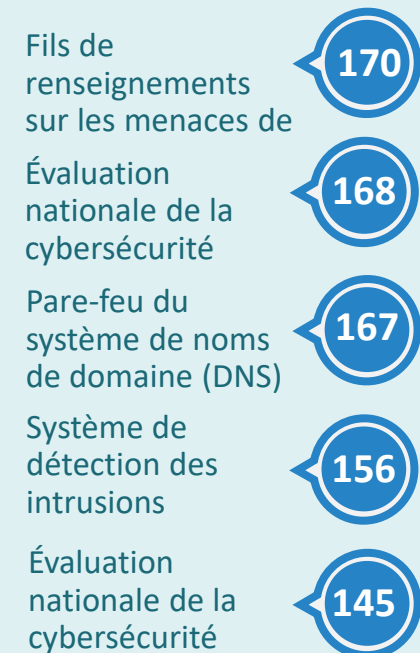 Fils de
renseignements
sur les menaces de
170
Évaluation
nationale de la
cybersécurité
168
Pare-feu du
système de noms
de domaine (DNS)
167
Système de
détection des
intrusions
156
Évaluation
nationale de la
cybersécurité
145